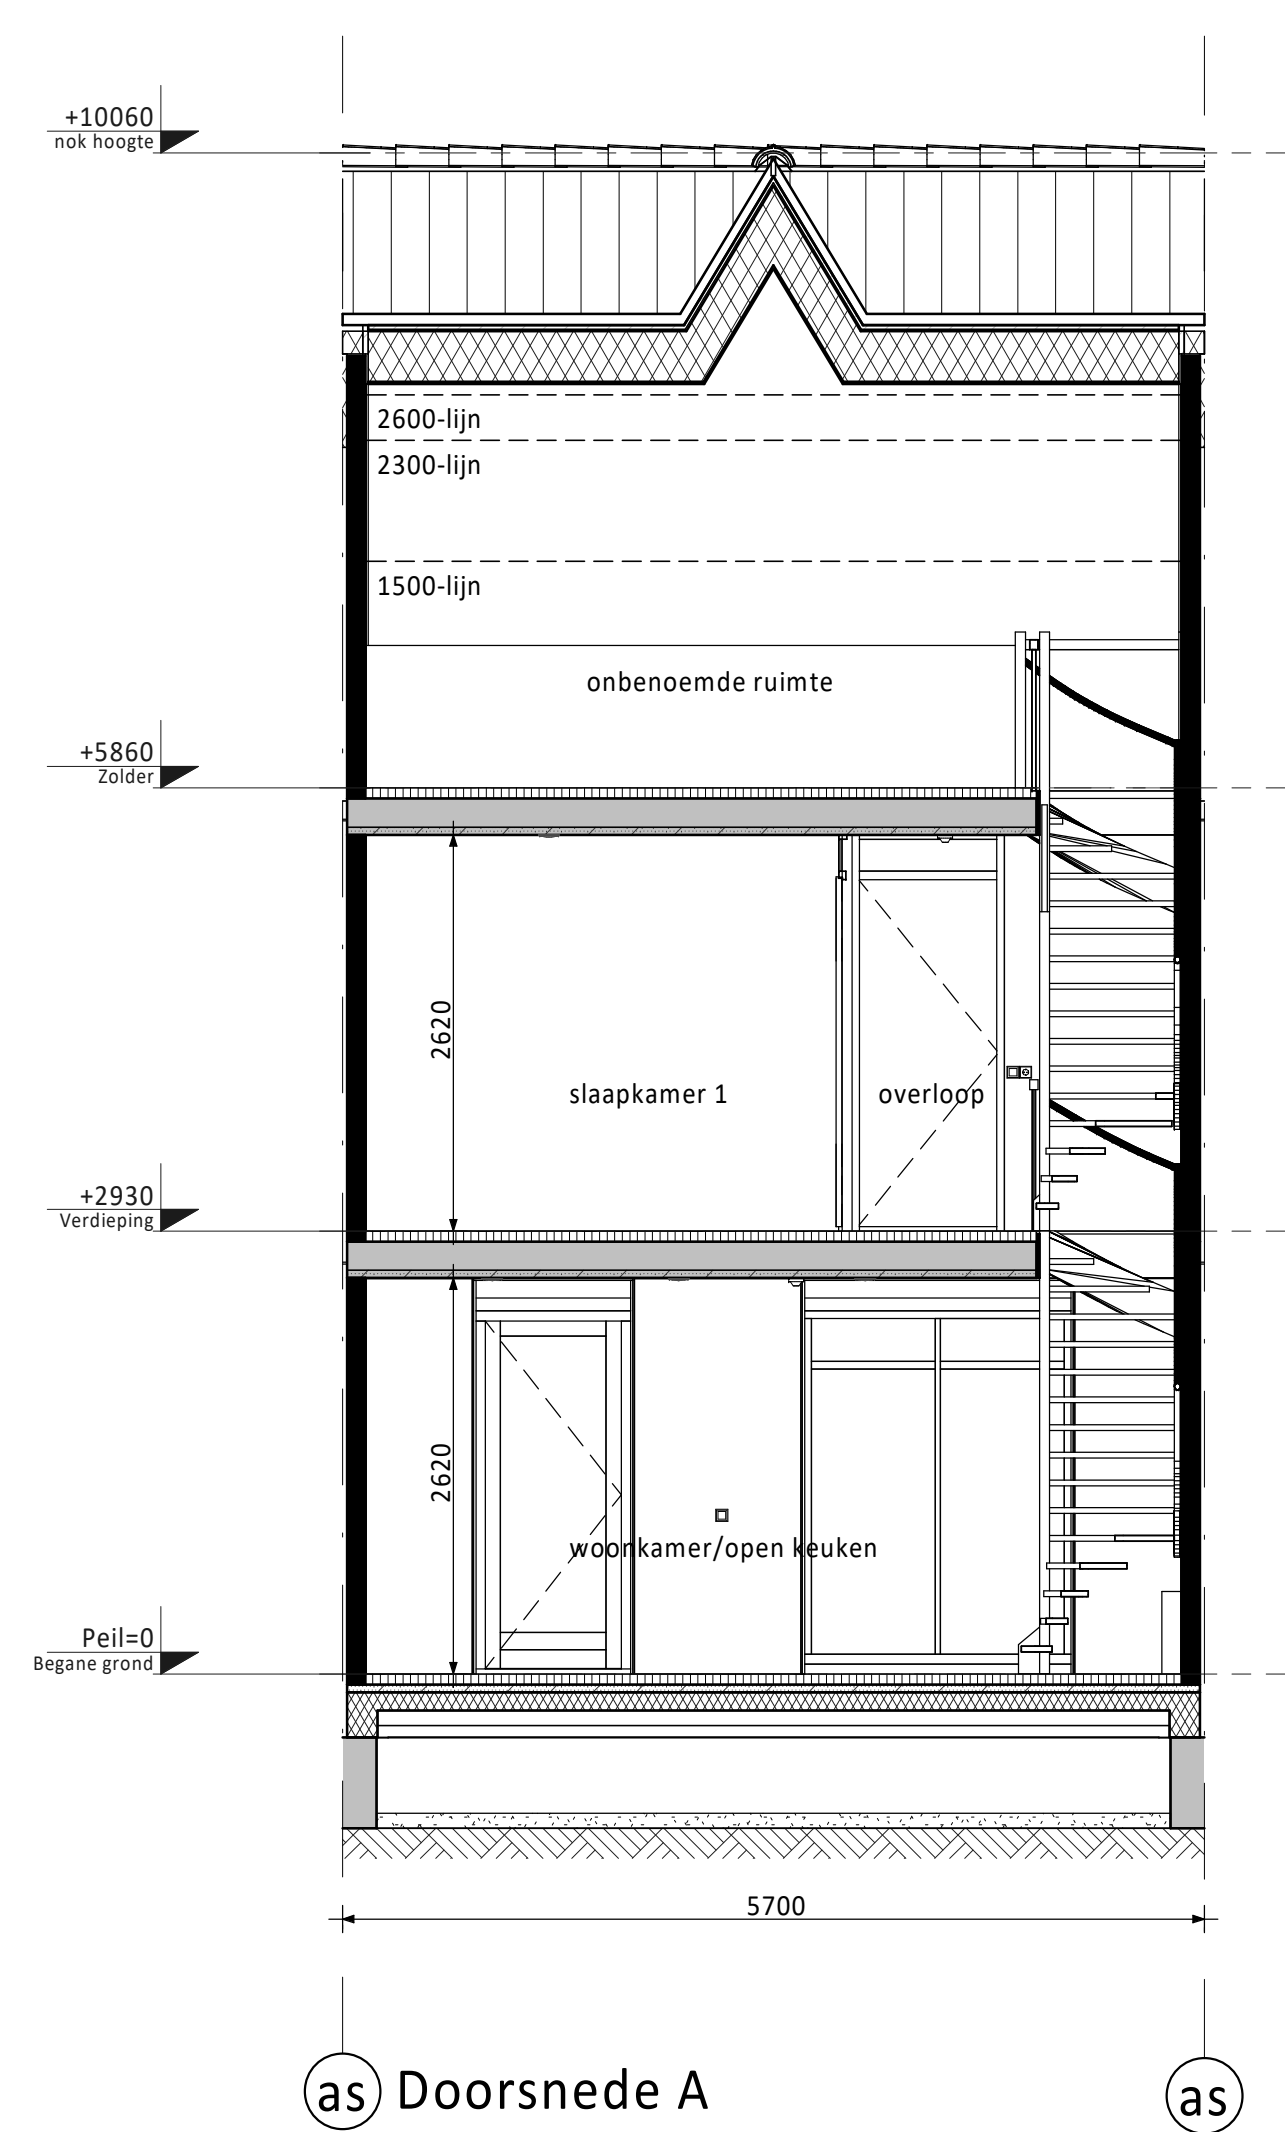 +10060
nok hoogte
2600-lijn
2300-lijn
1500-lijn
onbenoemde ruimte
+5860
Zolder
2620
slaapkamer 1
overloop
+2930
Verdieping
2620
woonkamer/open keuken
Peil=0
Begane grond
5700
as
Doorsnede A
as